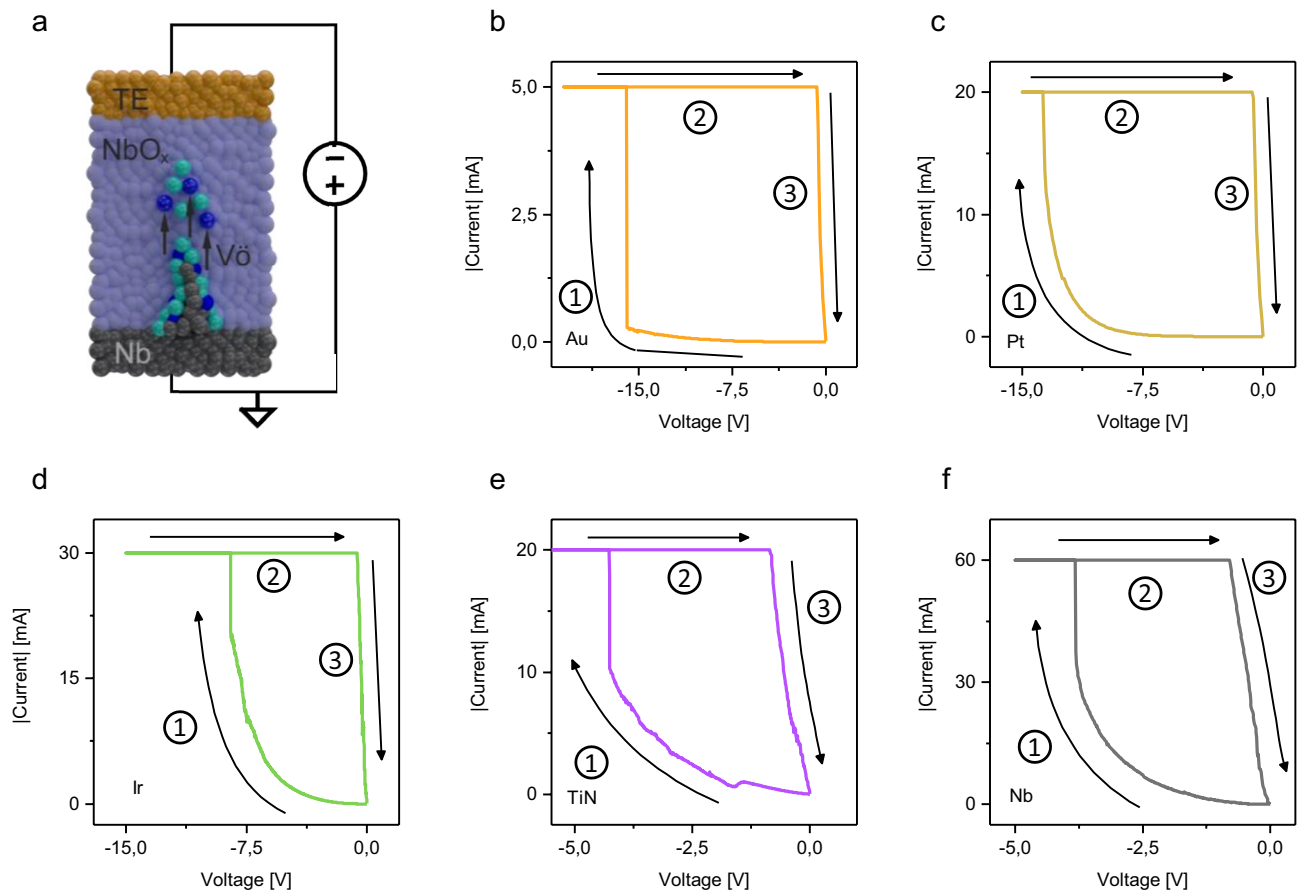 a
TE
NbOₓ
Vö
Nb
−
+
b
|Current| [mA]
5,0
2,5
0,0
①
②
③
Au
-15,0
-7,5
0,0
Voltage [V]
c
|Current| [mA]
20
10
0
①
②
③
Pt
-15,0
-7,5
0,0
Voltage [V]
d
|Current| [mA]
30
15
0
①
②
③
Ir
-15,0
-7,5
0,0
Voltage [V]
e
|Current| [mA]
20
10
0
①
②
③
TiN
-5,0
-2,5
0,0
Voltage [V]
f
|Current| [mA]
60
30
0
①
②
③
Nb
-5,0
-2,5
0,0
Voltage [V]